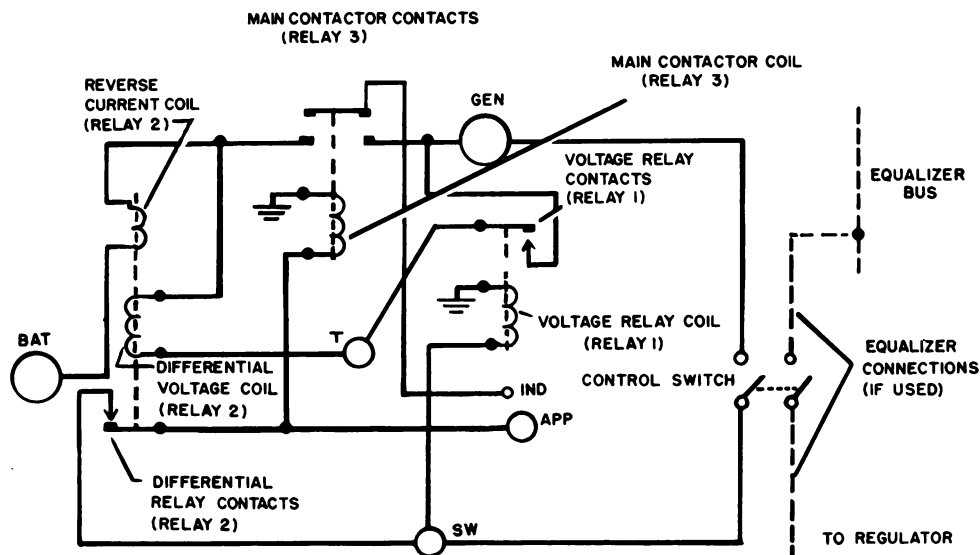 MAIN CONTACTOR CONTACTS
(RELAY 3)
MAIN CONTACTOR COIL
(RELAY 3)
REVERSE
CURRENT COIL
(RELAY 2)
GEN
VOLTAGE RELAY
CONTACTS
(RELAY 1)
EQUALIZER
BUS
BAT
T
VOLTAGE RELAY COIL
(RELAY 1)
DIFFERENTIAL
VOLTAGE COIL
(RELAY 2)
IND
CONTROL SWITCH
EQUALIZER
CONNECTIONS
(IF USED)
APP
DIFFERENTIAL
RELAY CONTACTS
(RELAY 2)
SW
TO REGULATOR